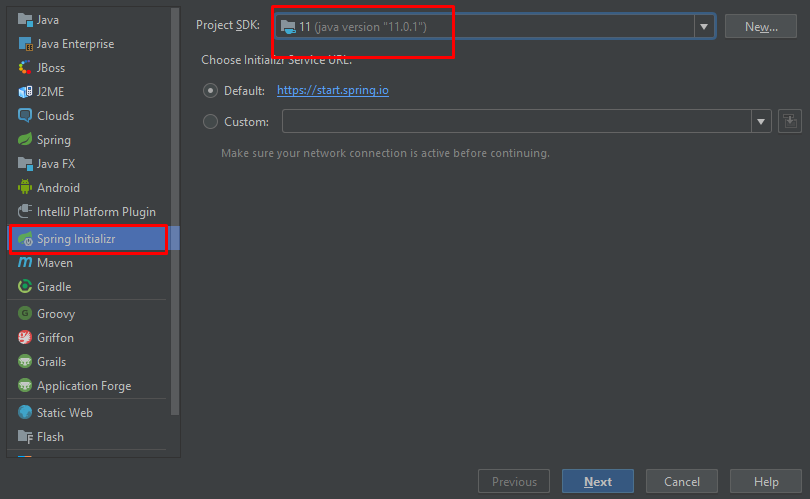 Java
Java Enterprise
JBoss
J2ME
Clouds
Spring
Java FX
Android
IntelliJ Platform Plugin
Spring Initializr
Maven
Gradle
Groovy
Griffon
Grails
Application Forge
Static Web
Flash
Project SDK:
11 (java version "11.0.1")
New...
Choose Initializr Service URL.
Default: https://start.spring.io
Custom:
Make sure your network connection is active before continuing.
Previous
Next
Cancel
Help